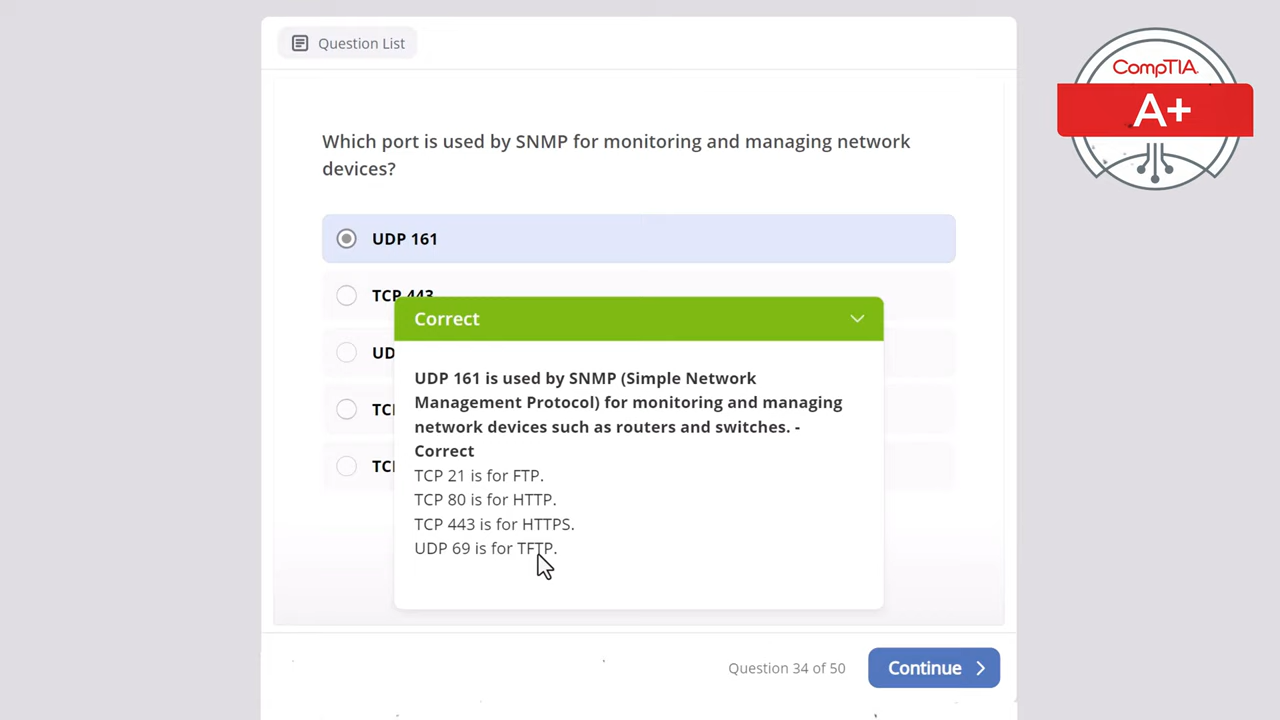 Question List
CompTIA
A+
Which port is used by SNMP for monitoring and managing network
devices?
UDP 161
TCP 443
UD
Correct
UDP 161 is used by SNMP (Simple Network
Management Protocol) for monitoring and managing
network devices such as routers and switches. -
Correct
TCP 21 is for FTP.
TCP 80 is for HTTP.
TCP 443 is for HTTPS.
UDP 69 is for TFTP.
Question 34 of 50
Continue